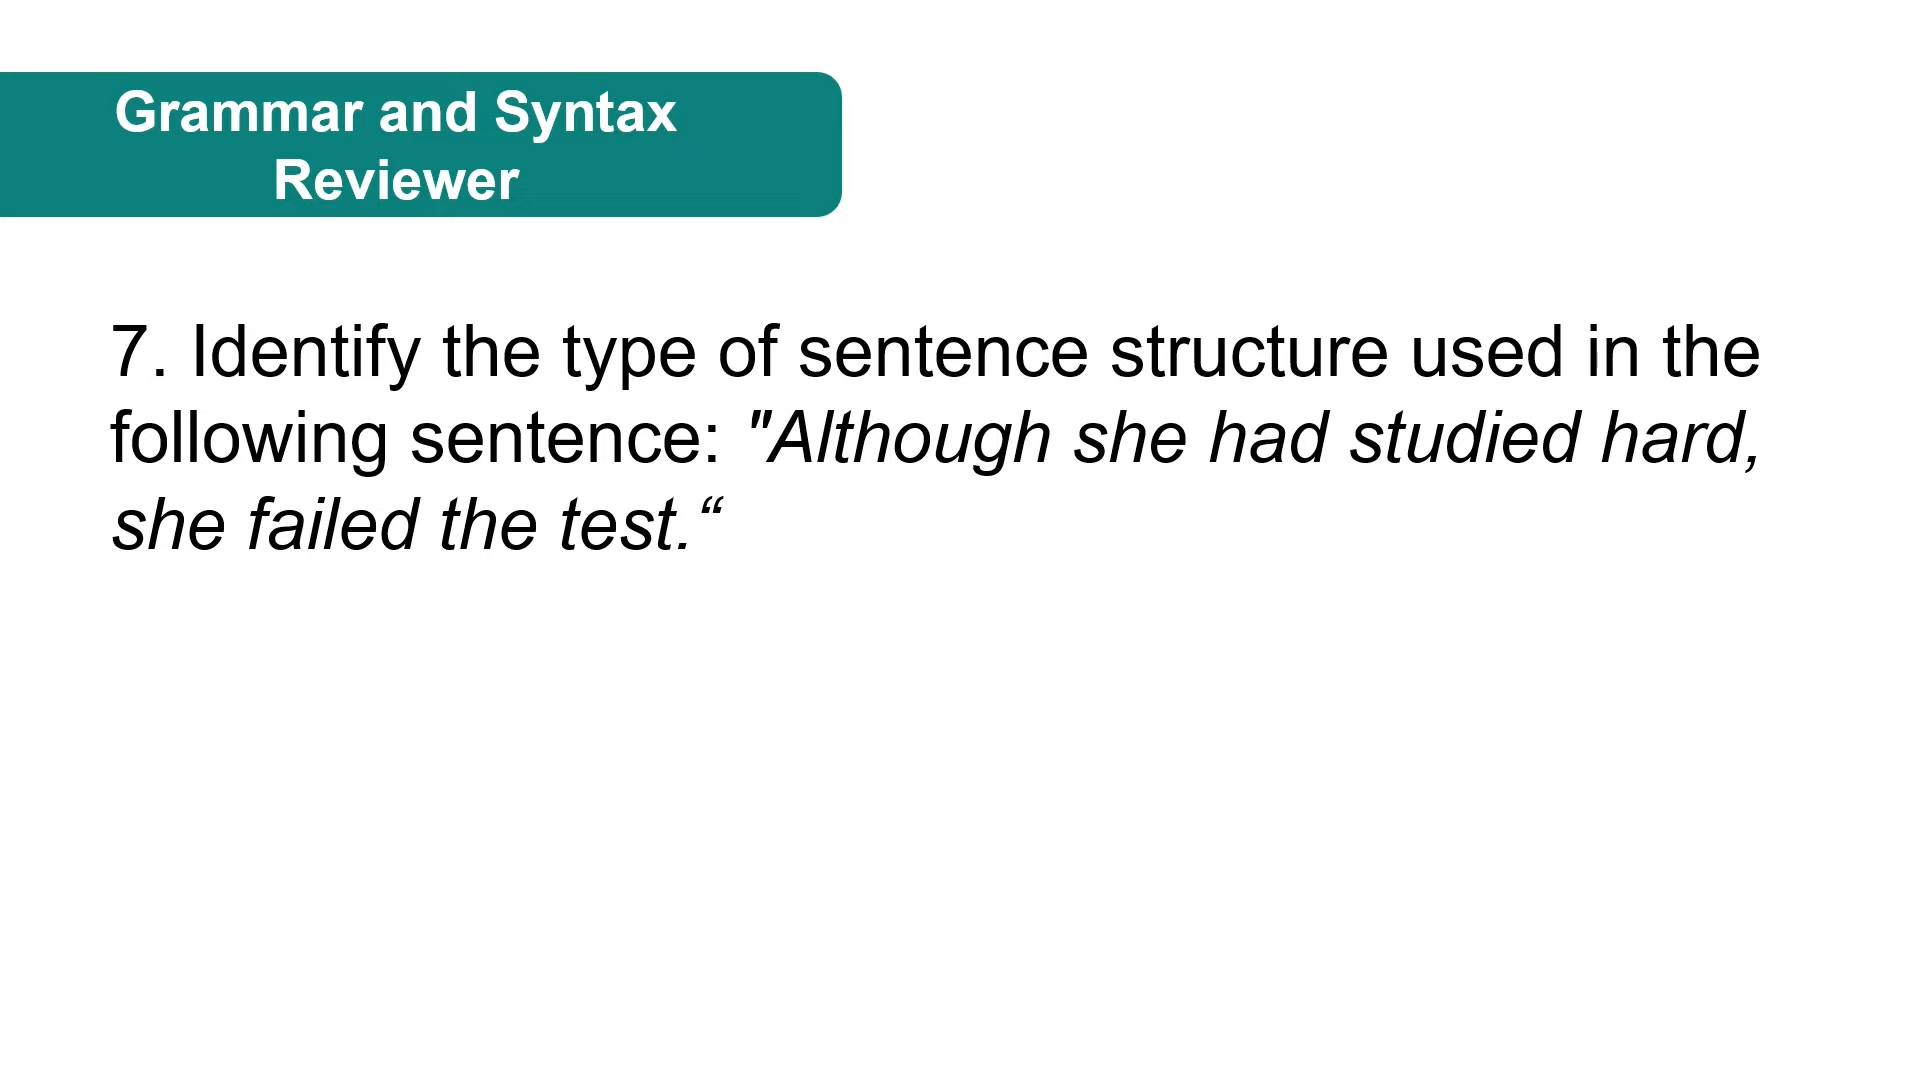 Grammar and Syntax
Reviewer
7. Identify the type of sentence structure used in the
following sentence: "Although she had studied hard,
she failed the test.“